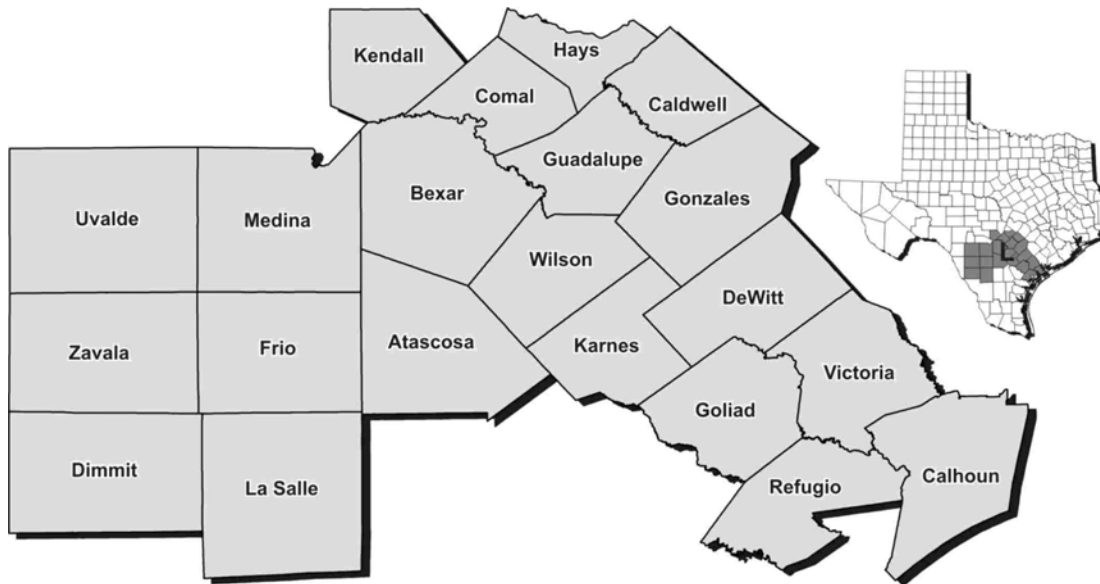 Kendall
Hays
Comal
Caldwell
Guadalupe
Uvalde
Medina
Bexar
Gonzales
Wilson
DeWitt
Zavala
Frio
Atascosa
Karnes
Victoria
Goliad
Dimmit
La Salle
Refugio
Calhoun